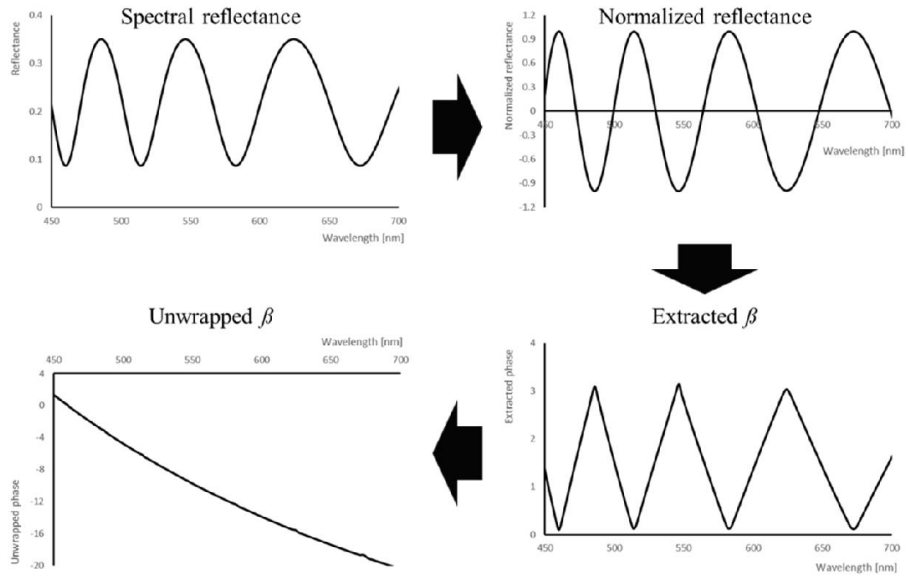 Spectral reflectance
Reflectance
0.4
0.3
0.2
0.1
0
450 500 550 600 650 700
Wavelength [nm]
Normalized reflectance
Normalized reflectance
1.2
0.9
0.6
0.3
0
-0.3
-0.6
-0.9
-1.2
450 500 550 600 650 700
Wavelength [nm]
Unwrapped β
Wavelength [nm]
450 500 550 600 650 700
Unwrapped phase
4
0
-4
-8
-12
-16
-20
Extracted β
Extracted phase
4
3
2
1
0
450 500 550 600 650 700
Wavelength [nm]